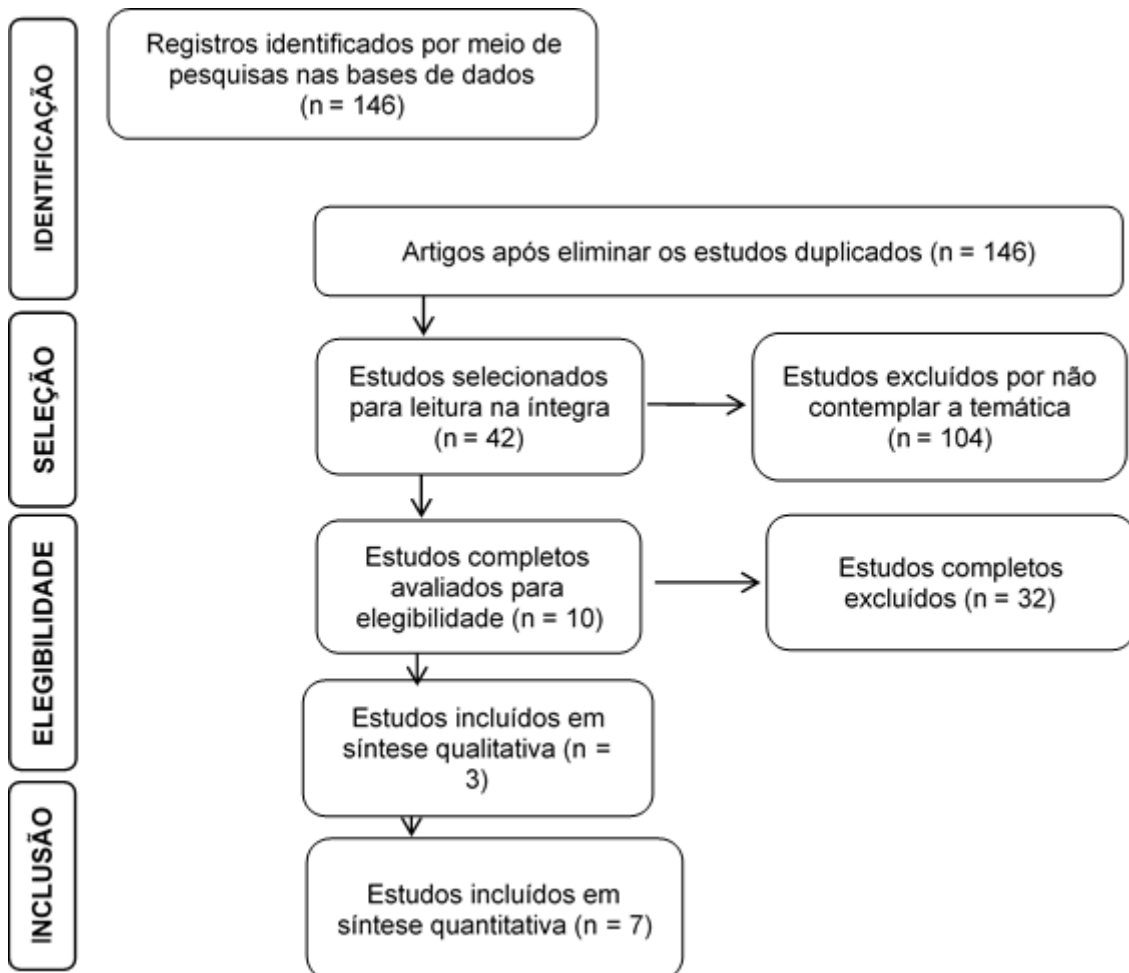 IDENTIFICAÇÃO
Registros identificados por meio de
pesquisas nas bases de dados
(n = 146)
Artigos após eliminar os estudos duplicados (n = 146)
SELEÇÃO
Estudos selecionados
para leitura na íntegra
(n = 42)
Estudos excluídos por não
contemplar a temática
(n = 104)
ELEGIBILIDADE
Estudos completos
avaliados para
elegibilidade (n = 10)
Estudos completos
excluídos (n = 32)
Estudos incluídos em
síntese qualitativa (n =
3)
INCLUSÃO
Estudos incluídos em
síntese quantitativa (n = 7)